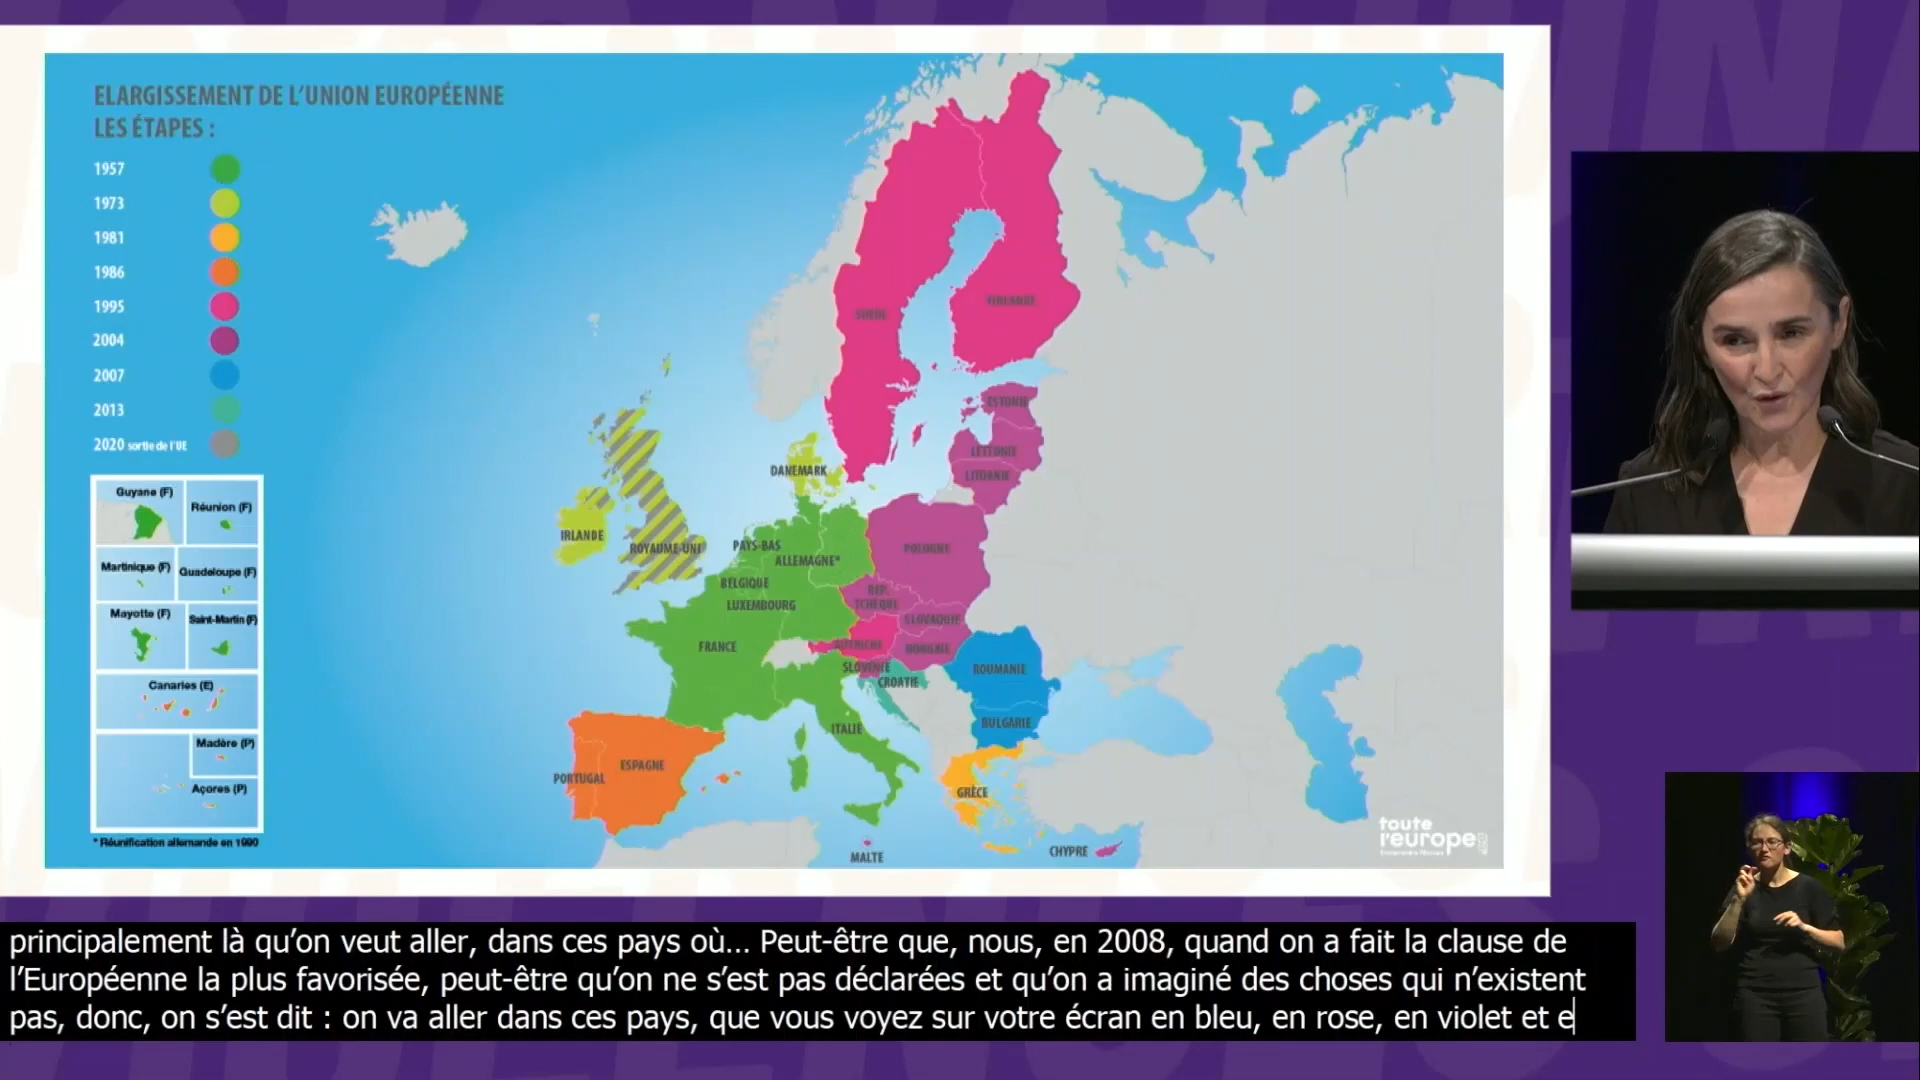 ELARGISSEMENT DE L'UNION EUROPÉENNE
LES ÉTAPES :
1957
1973
1981
1986
1995
2004
2007
2013
2020 sortie de l'UE
Guyane (F)
Réunion (F)
Martinique (F)
Guadeloupe (F)
Mayotte (F)
Saint-Martin (F)
Canaries (E)
Madère (P)
Açores (P)
* Réunification allemande en 1990
SUÈDE
FINLANDE
ESTONIE
LETTONIE
LITUANIE
DANEMARK
IRLANDE
ROYAUME-UNI
PAYS-BAS
ALLEMAGNE*
POLOGNE
BELGIQUE
LUXEMBOURG
RÉP.
TCHÈQUE
SLOVAQUIE
FRANCE
AUTRICHE
HONGRIE
SLOVÉNIE
CROATIE
ROUMANIE
BULGARIE
ITALIE
PORTUGAL
ESPAGNE
GRÈCE
MALTE
CHYPRE
toute
l'europe
principalement là qu'on veut aller, dans ces pays où... Peut-être que, nous, en 2008, quand on a fait la clause de
l'Européenne la plus favorisée, peut-être qu'on ne s'est pas déclarées et qu'on a imaginé des choses qui n'existent
pas, donc, on s'est dit : on va aller dans ces pays, que vous voyez sur votre écran en bleu, en rose, en violet et e